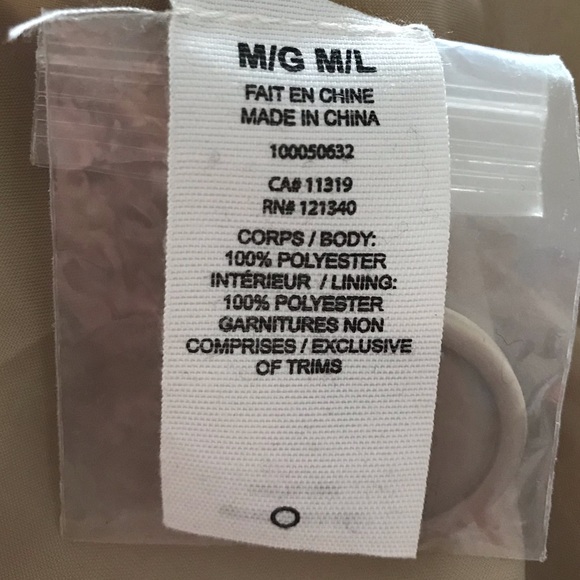 M/G M/L
FAIT EN CHINE
MADE IN CHINA
100050632
CA# 11319
RN# 121340
CORPS / BODY:
100% POLYESTER
INTÉRIEUR / LINING:
100% POLYESTER
GARNITURES NON
COMPRISES / EXCLUSIVE
OF TRIMS